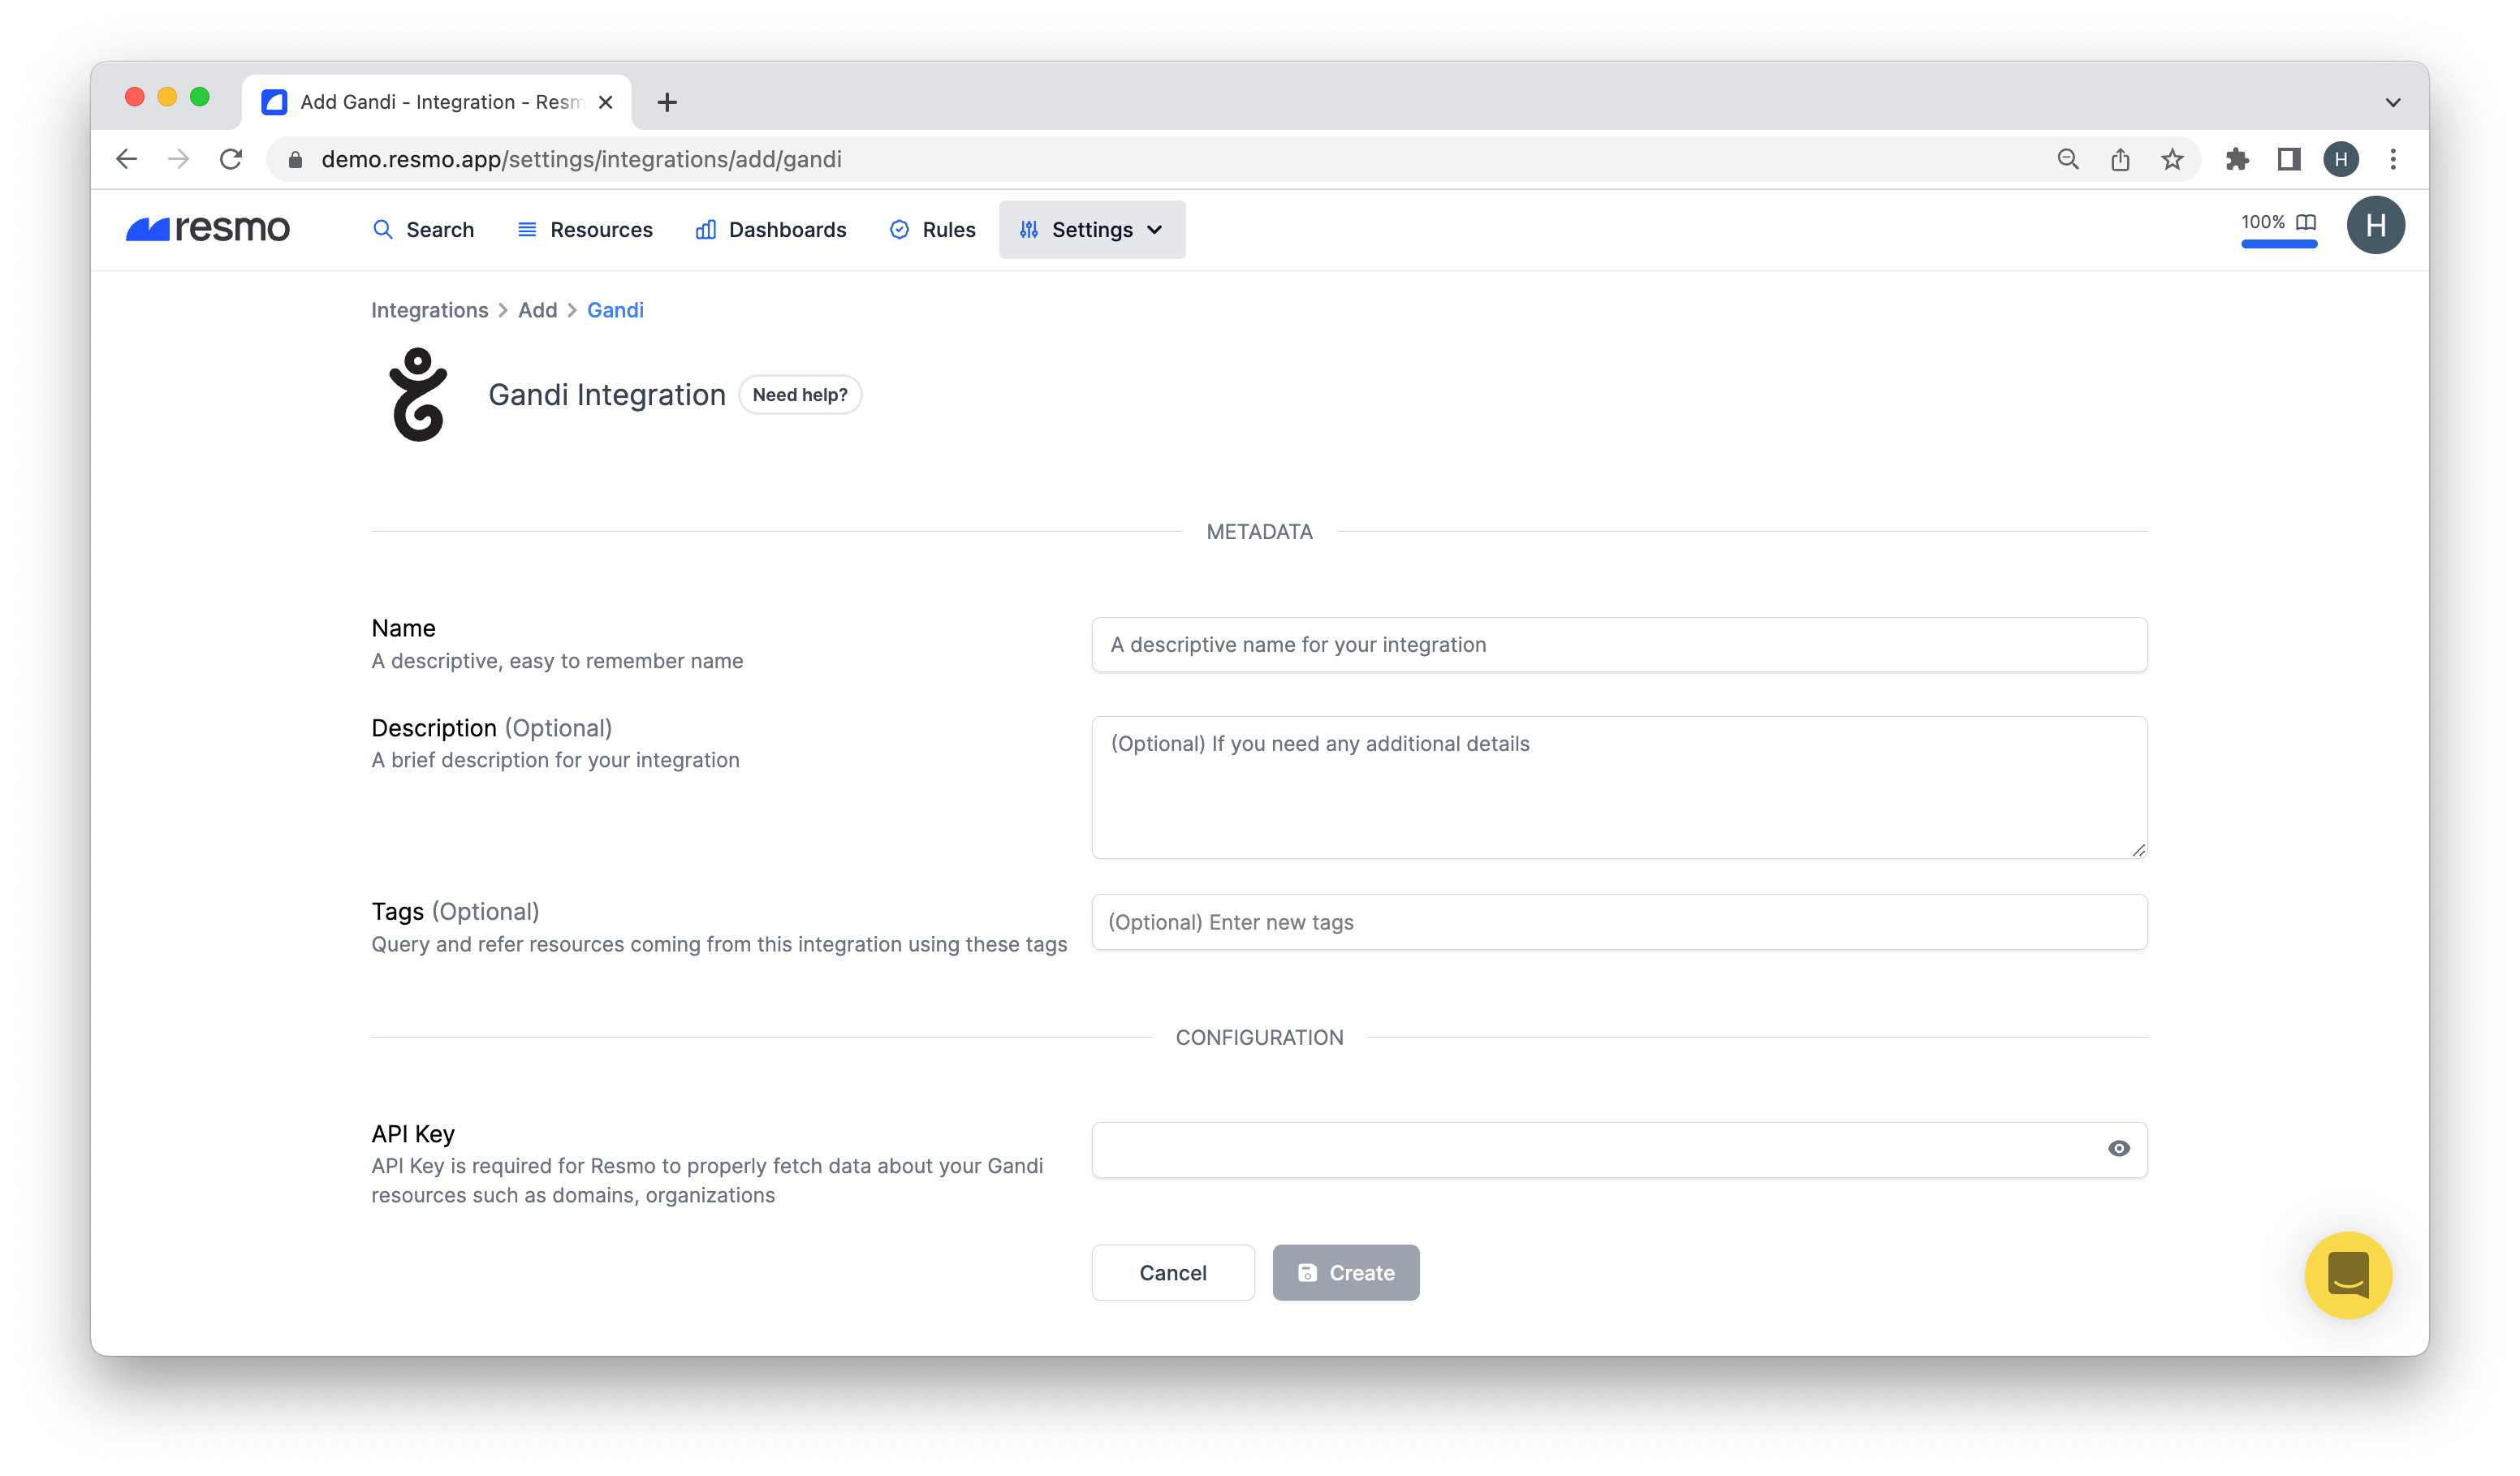 Add Gandi - Integration - Resm
demo.resmo.app/settings/integrations/add/gandi
H
resmo
Search
Resources
Dashboards
Rules
Settings
100%
H
Integrations > Add > Gandi
Gandi Integration
Need help?
METADATA
Name
A descriptive, easy to remember name
A descriptive name for your integration
Description (Optional)
A brief description for your integration
(Optional) If you need any additional details
Tags (Optional)
Query and refer resources coming from this integration using these tags
(Optional) Enter new tags
CONFIGURATION
API Key
API Key is required for Resmo to properly fetch data about your Gandi
resources such as domains, organizations
Cancel
Create